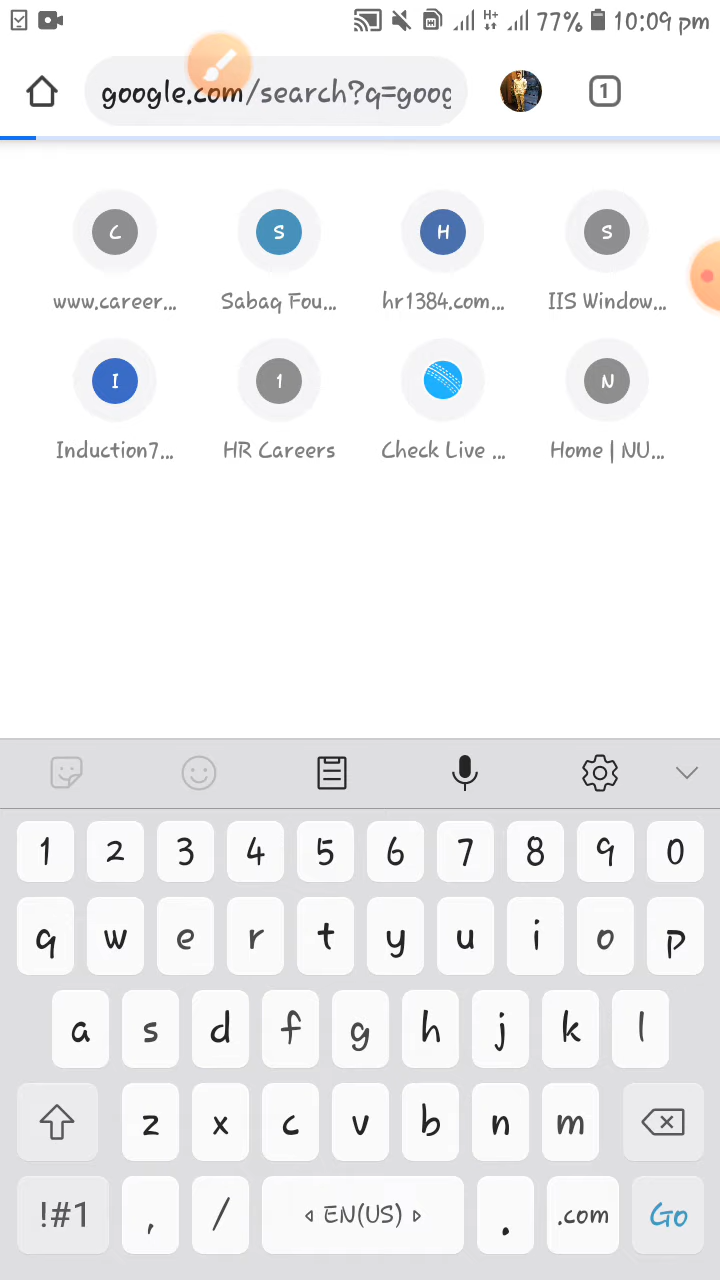 H+ 77% 10:09 pm
google.com/search?q=goog 1
C S H S
www.career... Sabaq Fou... hr1384.com... IIS Window...
I 1 N
Induction7... HR Careers Check Live ... Home | NU...
1 2 3 4 5 6 7 8 9 0
q w e r t y u i o p
a s d f g h j k l
z x c v b n m
!#1 , / EN(US) . .com Go